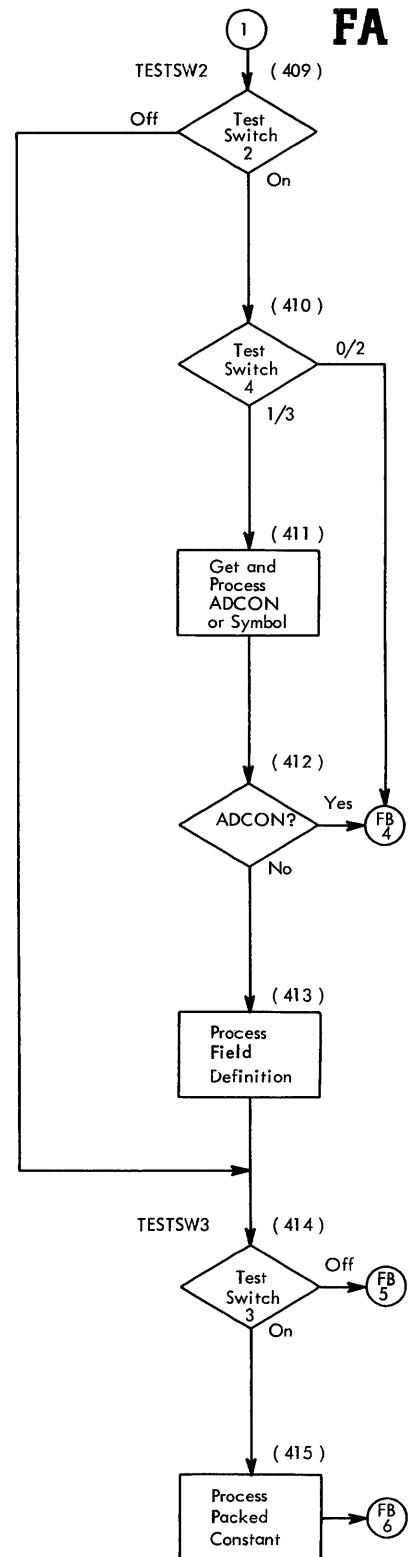 1
FA
TESTSW2
(409)
Off
Test
Switch
2
On
(410)
Test
Switch
4
0/2
1/3
(411)
Get and
Process
ADCON
or Symbol
(412)
ADCON?
Yes
FB
4
No
(413)
Process
Field
Definition
TESTSW3
(414)
Test
Switch
3
Off
FB
5
On
(415)
Process
Packed
Constant
FB
6